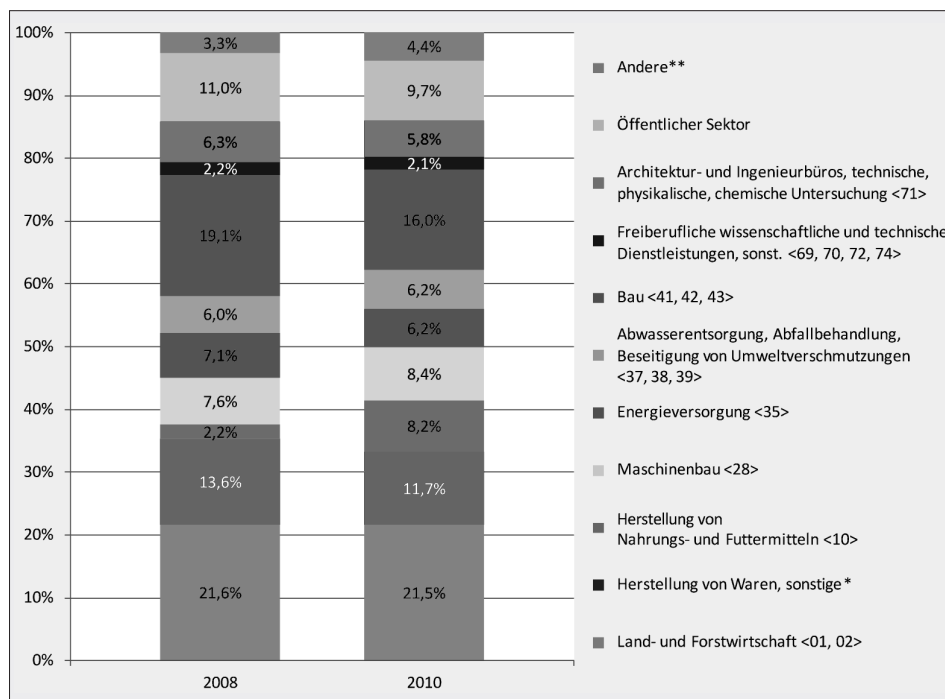 100%
90%
80%
70%
60%
50%
40%
30%
20%
10%
0%
3,3%
11,0%
6,3%
2,2%
19,1%
6,0%
7,1%
7,6%
2,2%
13,6%
21,6%
2008
4,4%
9,7%
5,8%
2,1%
16,0%
6,2%
6,2%
8,4%
8,2%
11,7%
21,5%
2010
Andere**
Öffentlicher Sektor
Architektur- und Ingenieurbüros, technische,
physikalische, chemische Untersuchung <71>
Freiberufliche wissenschaftliche und technische
Dienstleistungen, sonst. <69, 70, 72, 74>
Bau <41, 42, 43>
Abwasserentsorgung, Abfallbehandlung,
Beseitigung von Umweltverschmutzungen
<37, 38, 39>
Energieversorgung <35>
Maschinenbau <28>
Herstellung von
Nahrungs- und Futtermitteln <10>
Herstellung von Waren, sonstige*
Land- und Forstwirtschaft <01, 02>